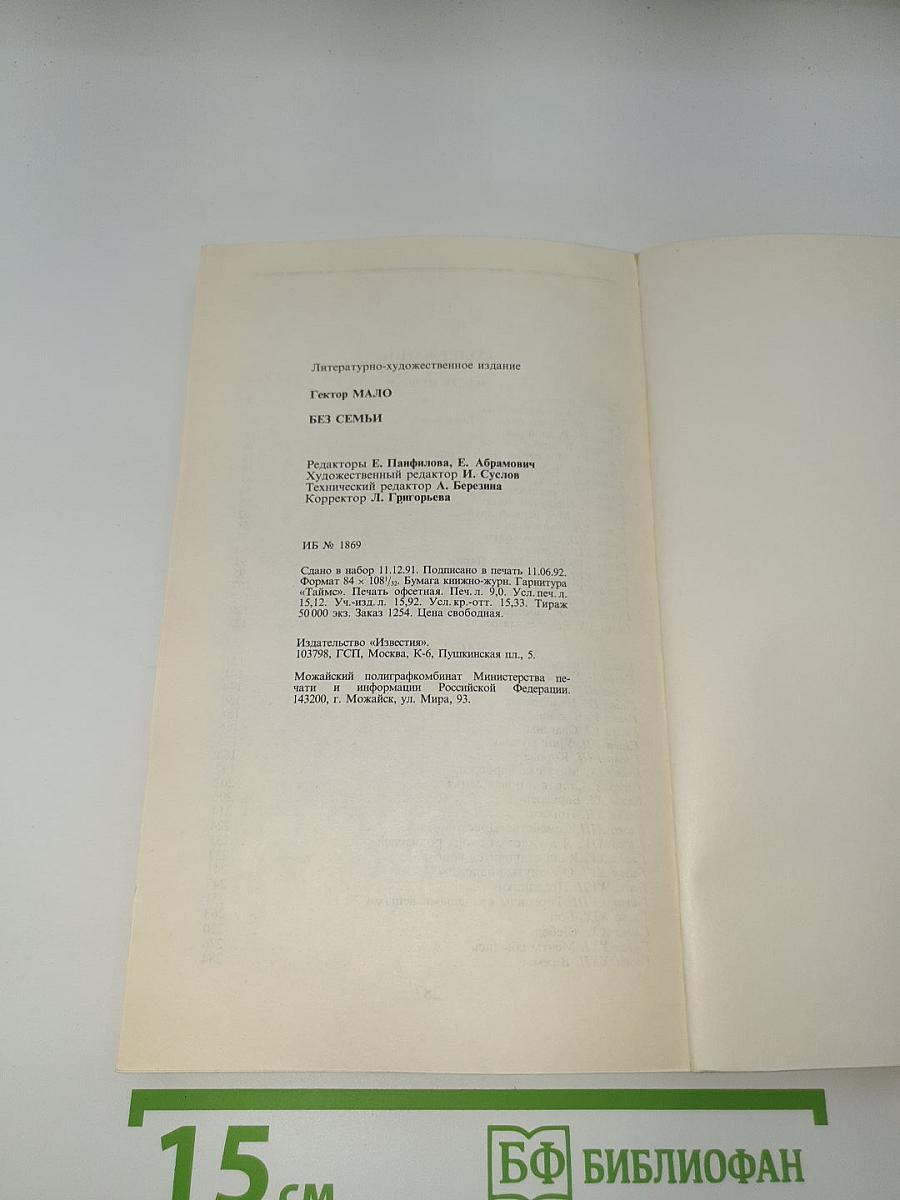 Литературно-художественное издание
Гектор МАЛО
БЕЗ СЕМЬИ
Редакторы Е. Панфилова, Е. Абрамович
Художественный редактор И. Суслов
Технический редактор А. Березина
Корректор Л. Григорьева
ИБ № 1869
Сдано в набор 11.12.91. Подписано в печать 11.06.92.
Формат 84 × 108¹/₃₂. Бумага книжно-журн. Гарнитура
«Таймс». Печать офсетная. Печ. л. 9,0. Усл. печ. л.
15,12. Уч.-изд. л. 15,92. Усл. кр.-отт. 15,33. Тираж
50 000 экз. Заказ 1254. Цена свободная.
Издательство «Известия».
103798, ГСП, Москва, К-6, Пушкинская пл., 5.
Можайский полиграфкомбинат Министерства пе-
чати и информации Российской Федерации.
143200, г. Можайск, ул. Мира, 93.
15 см
БФ БИБЛИОФАН